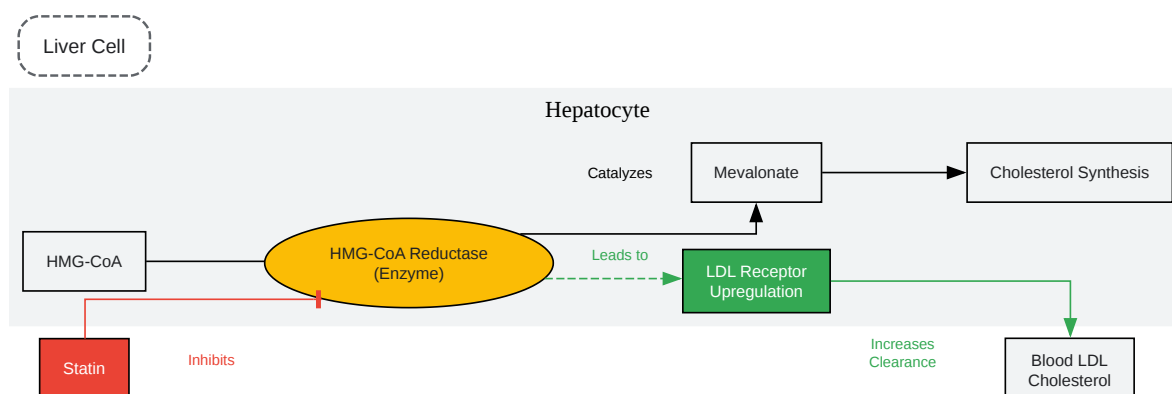 Liver Cell
Hepatocyte
Catalyzes
Mevalonate
Cholesterol Synthesis
HMG-CoA
HMG-CoA Reductase
(Enzyme)
Leads to
LDL Receptor
Upregulation
Statin
Inhibits
Increases
Clearance
Blood LDL
Cholesterol